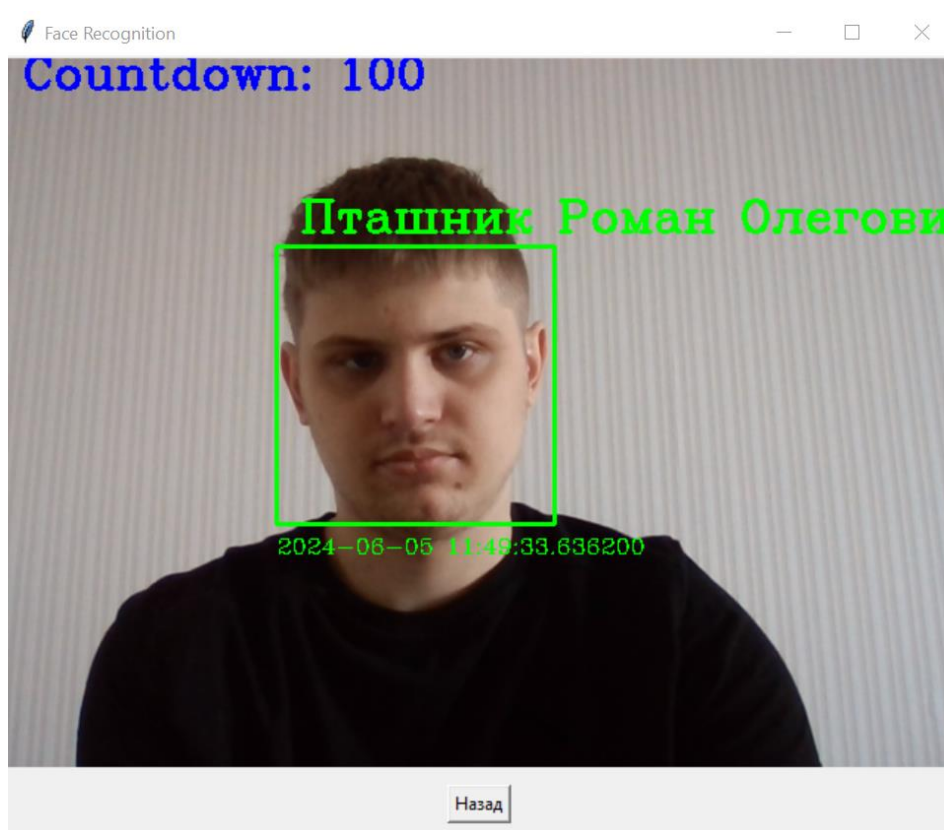 Face Recognition
Countdown: 100
Пташник Роман Олегови
2024-06-05 11:49:33.636200
Назад